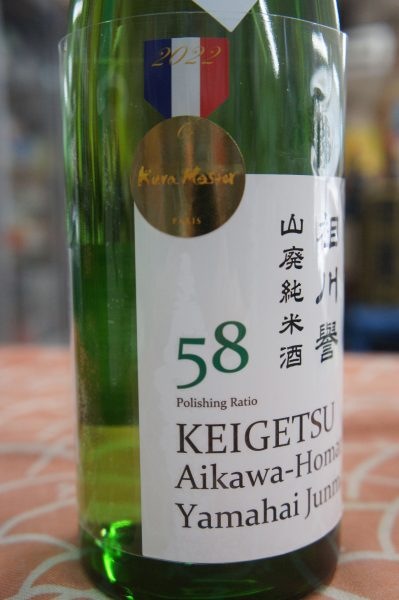 2022
Kura Master
PARIS
相川譽
山廃純米酒
58
Polishing Ratio
KEIGETSU
Aikawa-Homa
Yamahai Junm